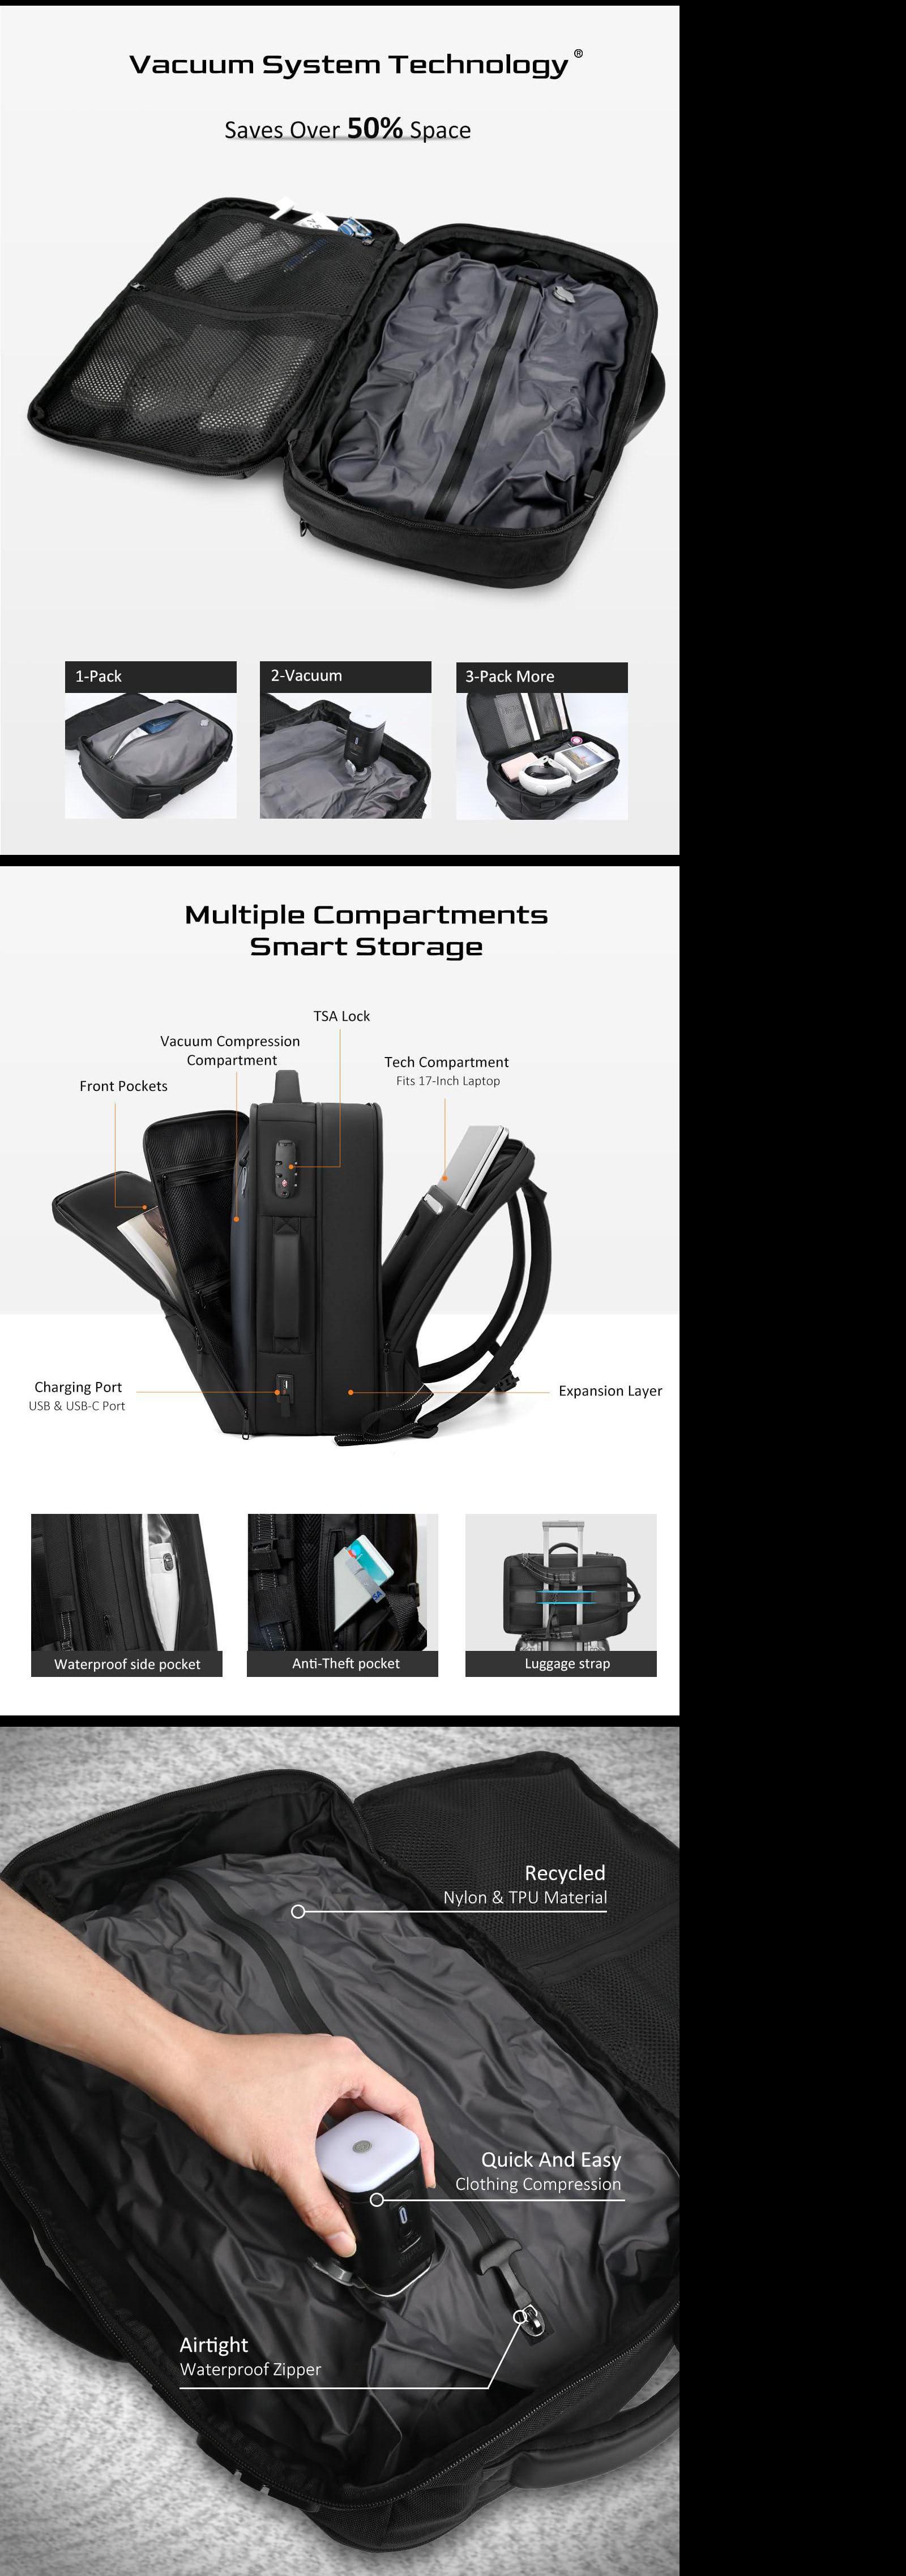 Vacuum System Technology®
Saves Over 50% Space
1-Pack
2-Vacuum
3-Pack More
Multiple Compartments
Smart Storage
TSA Lock
Vacuum Compression
Compartment
Tech Compartment
Fits 17-Inch Laptop
Front Pockets
Charging Port
USB & USB-C Port
Expansion Layer
Waterproof side pocket
Anti-Theft pocket
Luggage strap
Recycled
Nylon & TPU Material
Quick And Easy
Clothing Compression
Airtight
Waterproof Zipper